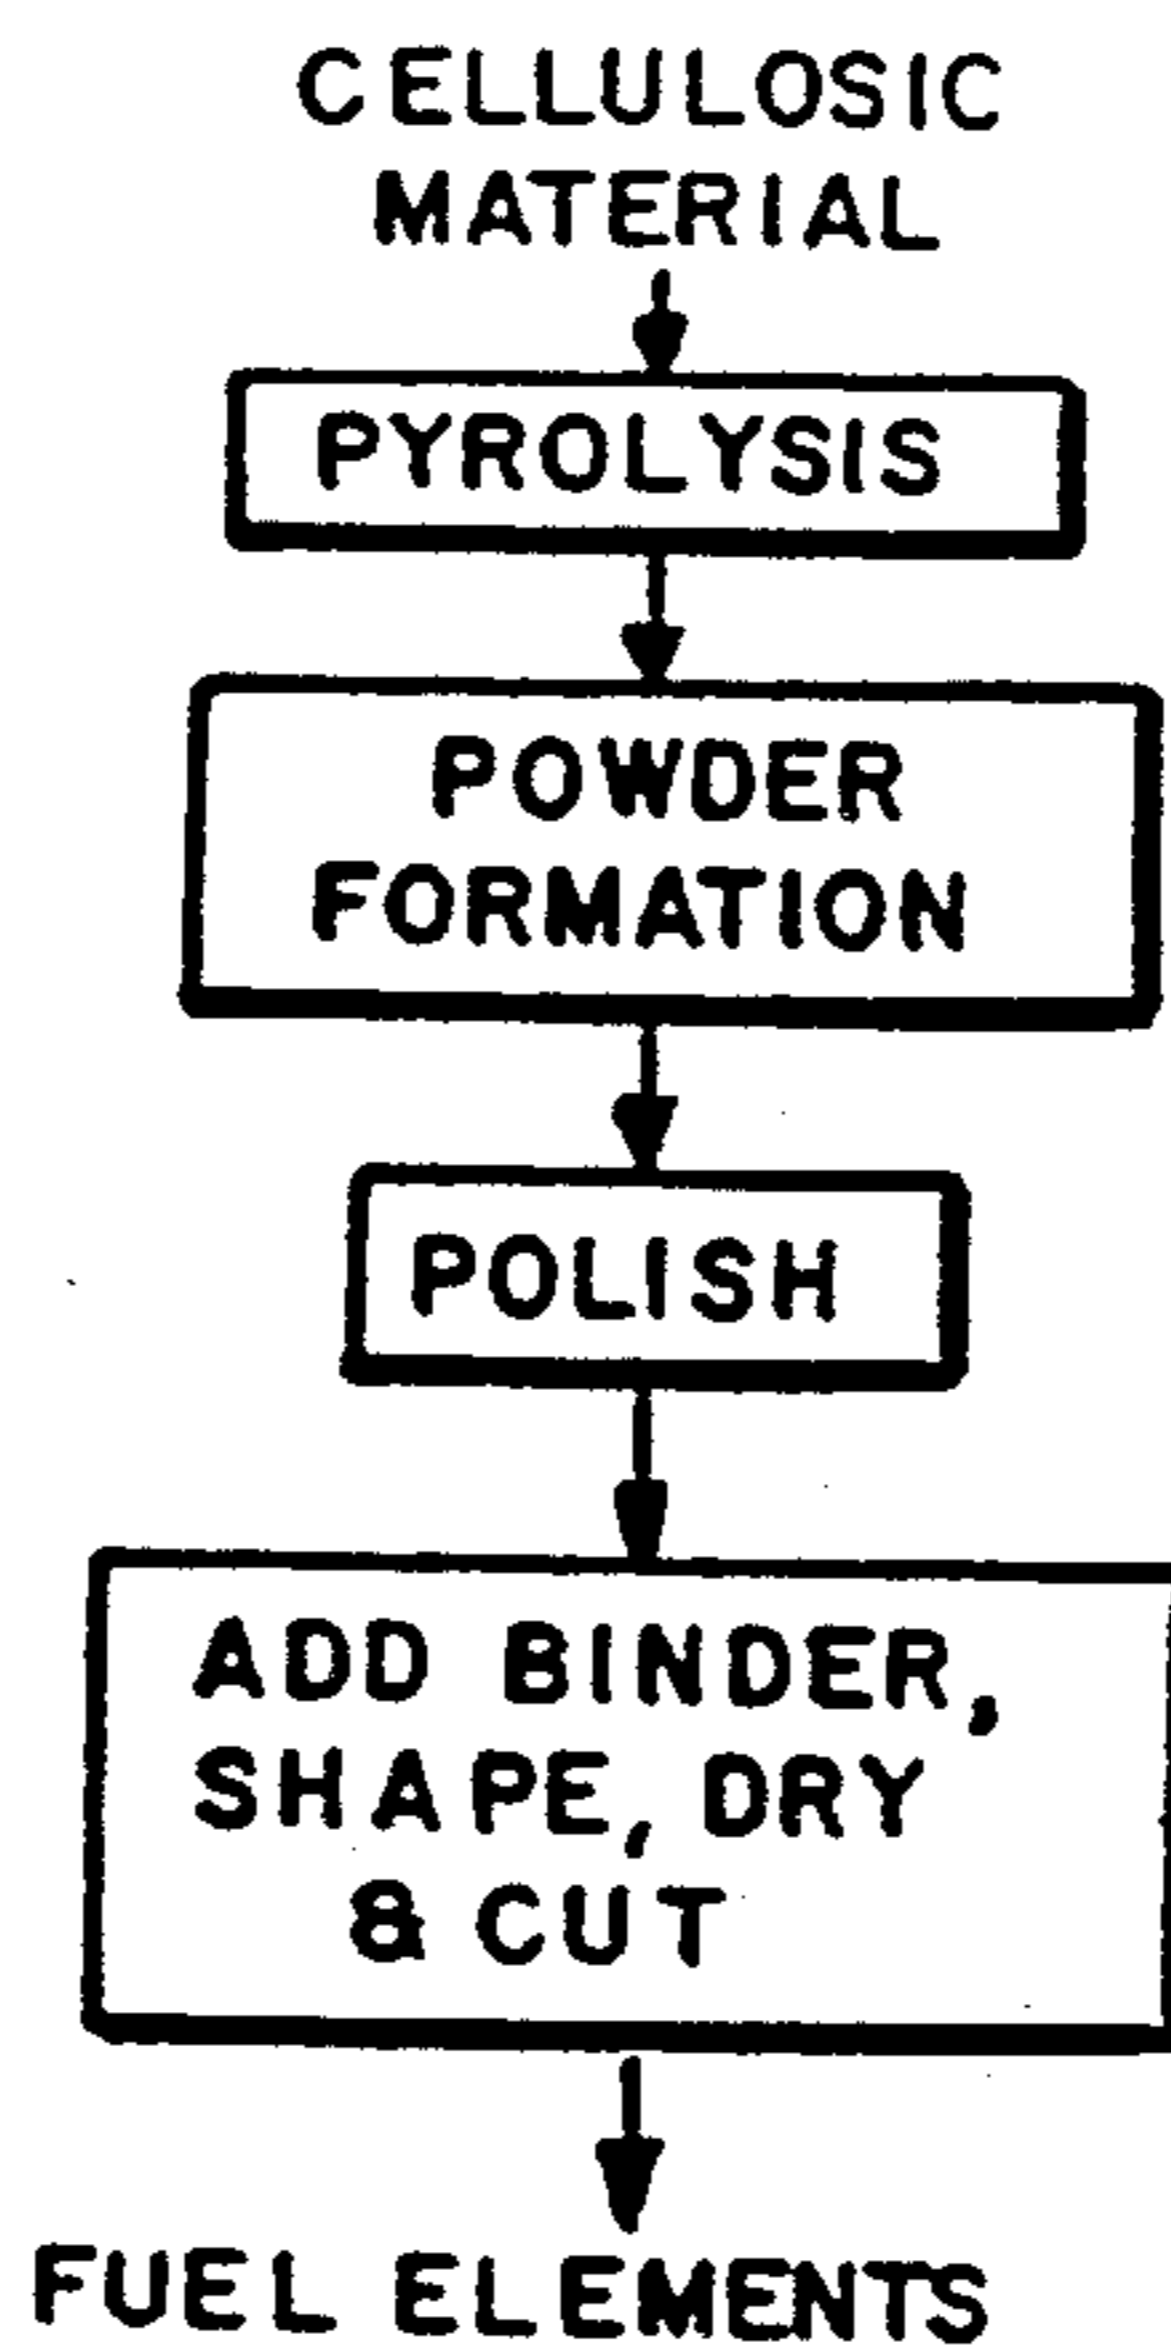 CELLULOSIC
MATERIAL
PYROLYSIS
POWDER
FORMATION
POLISH
ADD BINDER,
SHAPE, DRY
& CUT
FUEL ELEMENTS